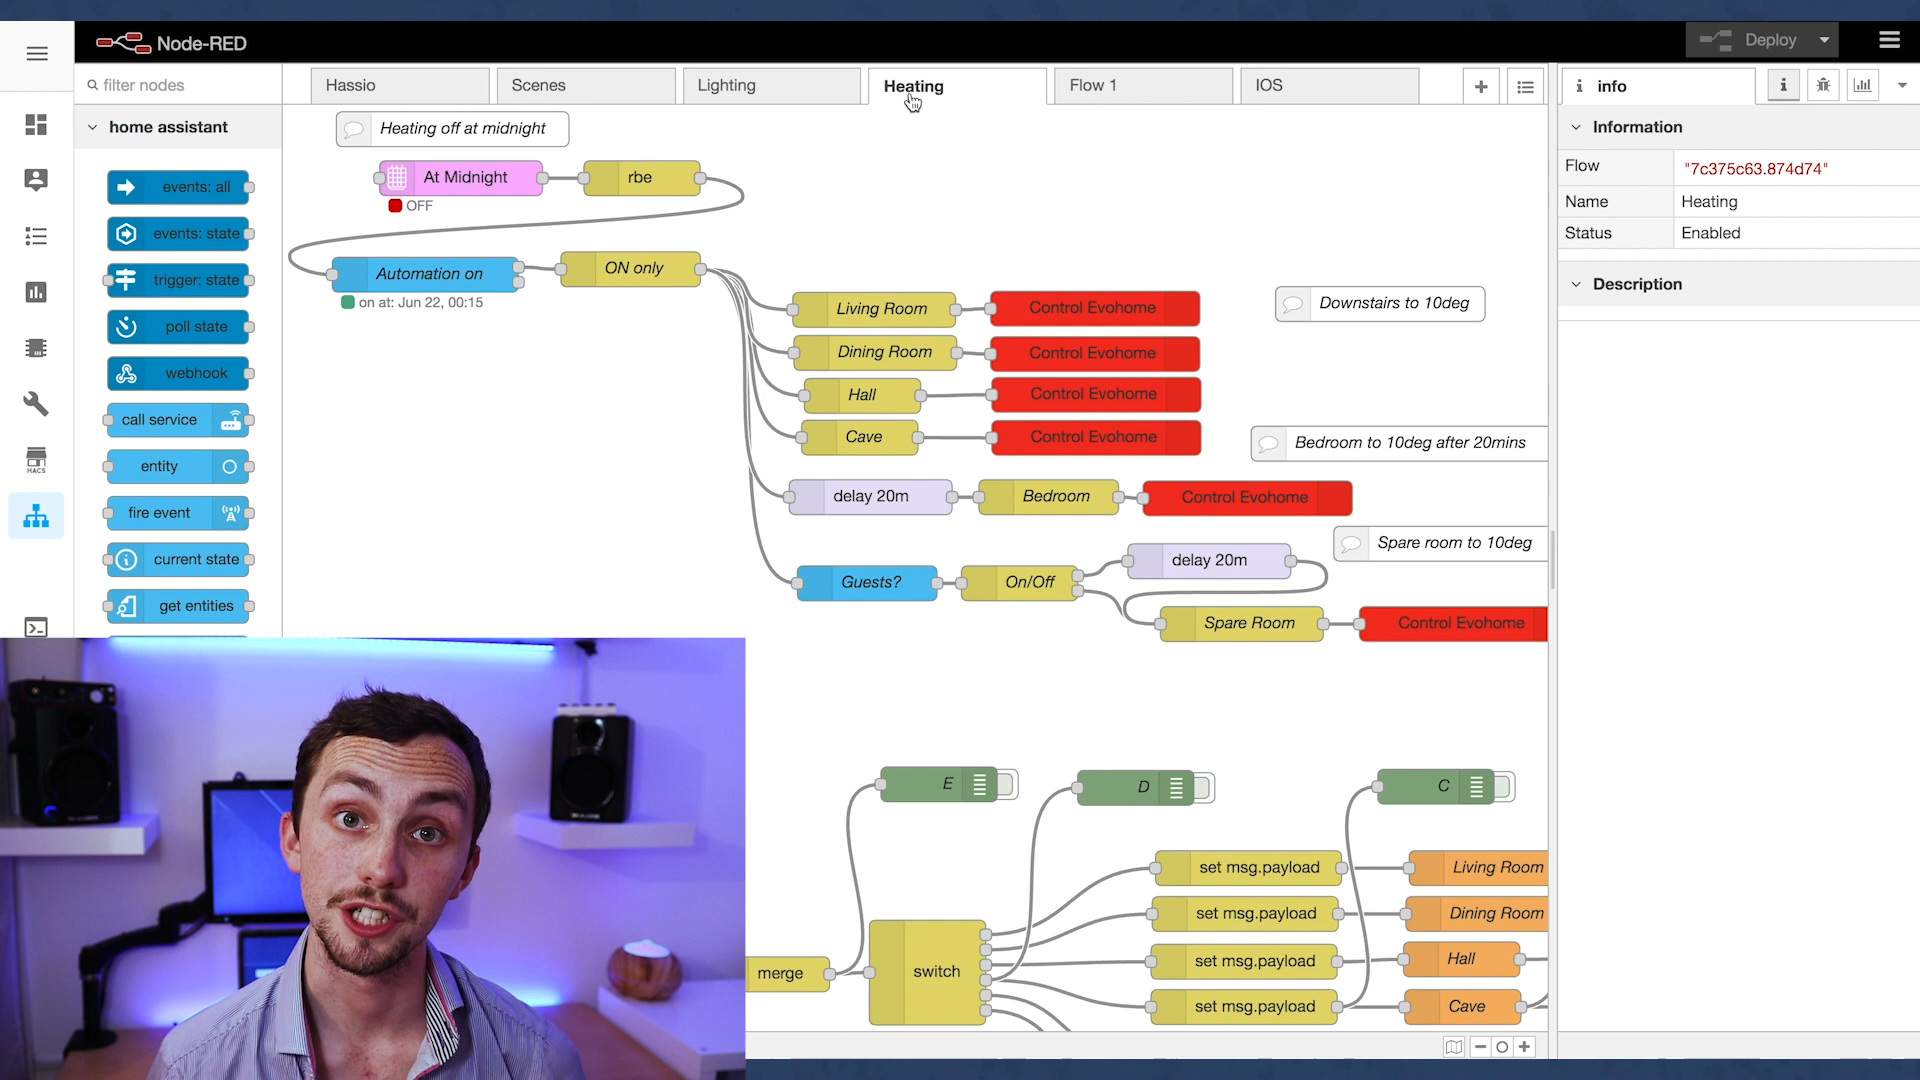 Node-RED
Deploy
filter nodes
Hassio
Scenes
Lighting
Heating
Flow 1
IOS
info
home assistant
events: all
events: state
trigger: state
poll state
webhook
call service
entity
fire event
current state
get entities
HACS
Heating off at midnight
At Midnight
rbe
OFF
Automation on
ON only
on at: Jun 22, 00:15
Living Room
Control Evohome
Downstairs to 10deg
Dining Room
Control Evohome
Hall
Control Evohome
Cave
Control Evohome
Bedroom to 10deg after 20mins
delay 20m
Bedroom
Control Evohome
Spare room to 10deg
delay 20m
Guests?
On/Off
Spare Room
Control Evohome
E
D
C
set msg.payload
Living Room
set msg.payload
Dining Room
set msg.payload
Hall
set msg.payload
Cave
merge
switch
Information
Flow
"7c375c63.874d74"
Name
Heating
Status
Enabled
Description